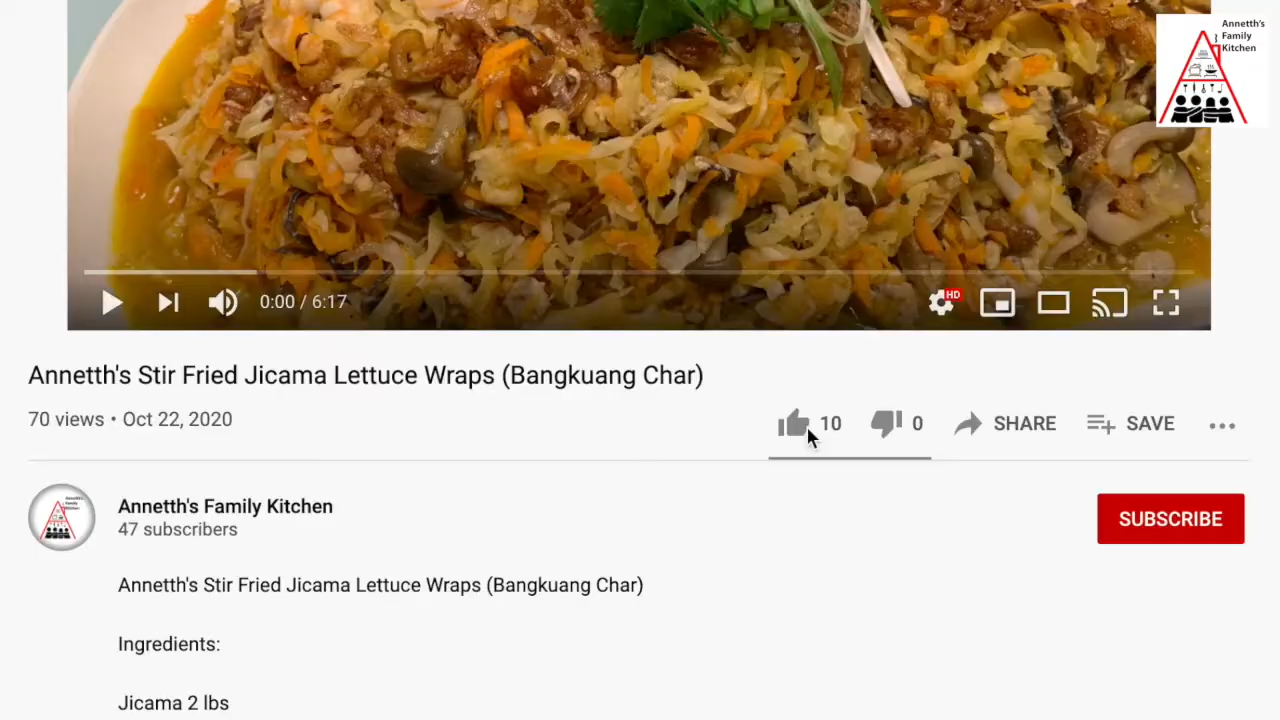 Annetth's
Family
Kitchen
HD
0:00 / 6:17
Annetth's Stir Fried Jicama Lettuce Wraps (Bangkuang Char)
70 views • Oct 22, 2020
10
0
SHARE
SAVE
Annetth's Family Kitchen
47 subscribers
SUBSCRIBE
Annetth's Stir Fried Jicama Lettuce Wraps (Bangkuang Char)
Ingredients:
Jicama 2 lbs